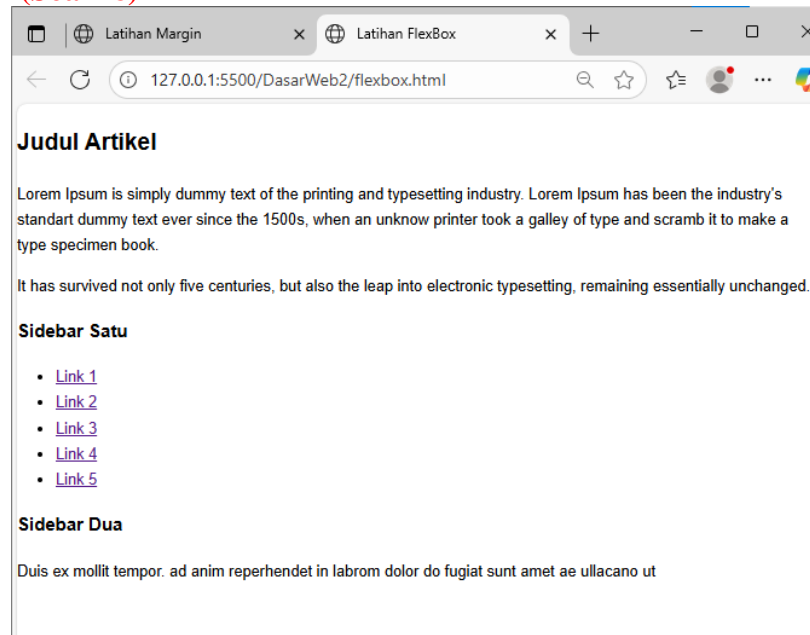 Latihan Margin
Latihan FlexBox
127.0.0.1:5500/DasarWeb2/flexbox.html
Judul Artikel
Lorem Ipsum is simply dummy text of the printing and typesetting industry. Lorem Ipsum has been the industry's
standart dummy text ever since the 1500s, when an unknow printer took a galley of type and scramb it to make a
type specimen book.
It has survived not only five centuries, but also the leap into electronic typesetting, remaining essentially unchanged.
Sidebar Satu
Link 1
Link 2
Link 3
Link 4
Link 5
Sidebar Dua
Duis ex mollit tempor. ad anim reperhendet in labrom dolor do fugiat sunt amet ae ullacano ut